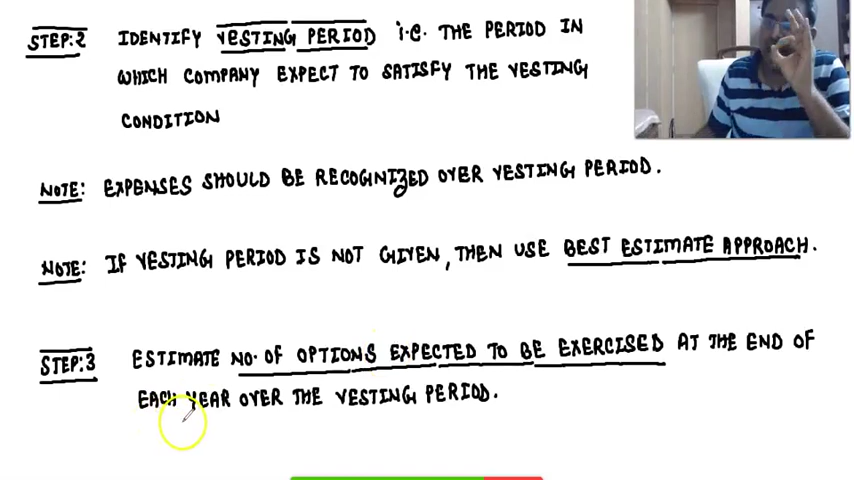 STEP:2 IDENTIFY VESTING PERIOD i.e. THE PERIOD IN
WHICH COMPANY EXPECT TO SATISFY THE VESTING
CONDITION
NOTE: EXPENSES SHOULD BE RECOGNIZED OVER VESTING PERIOD.
NOTE: IF VESTING PERIOD IS NOT GIVEN, THEN USE BEST ESTIMATE APPROACH.
STEP:3 ESTIMATE NO. OF OPTIONS EXPECTED TO BE EXERCISED AT THE END OF
EACH YEAR OVER THE VESTING PERIOD.